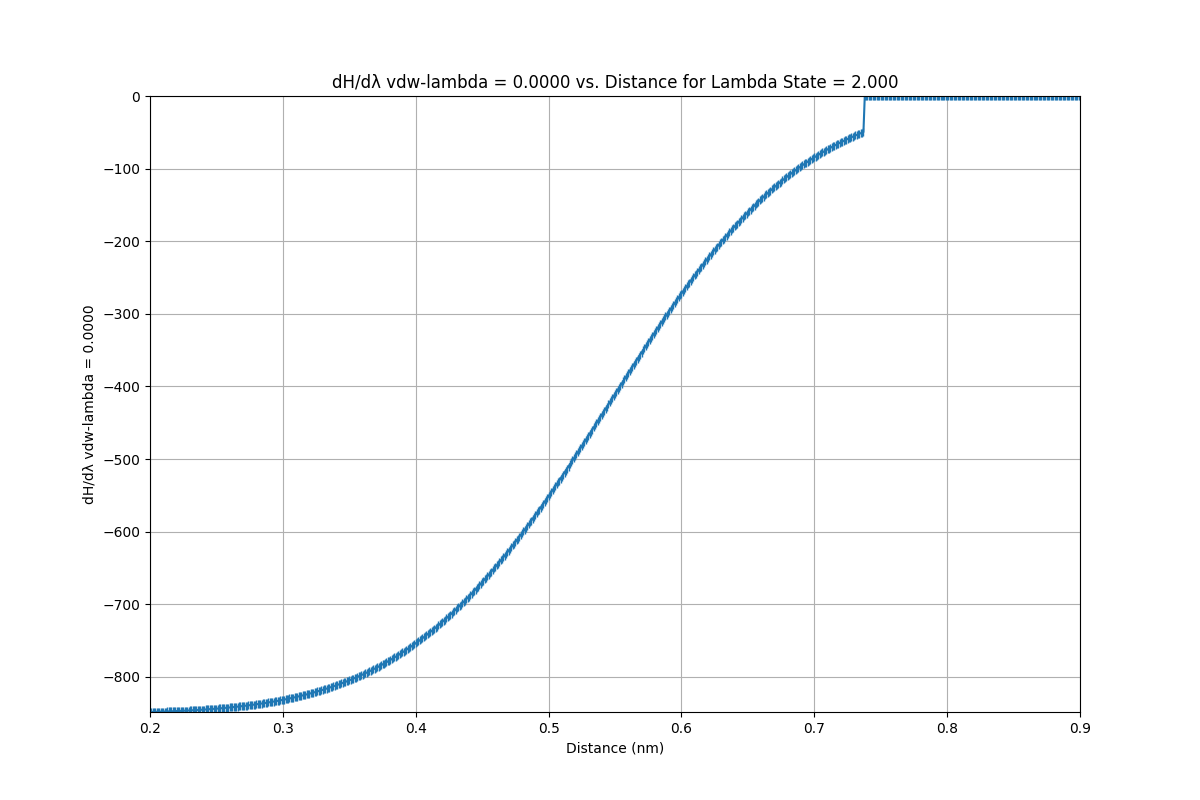 dH/dλ vdw-lambda = 0.0000 vs. Distance for Lambda State = 2.000
0
−100
−200
−300
−400
−500
−600
−700
−800
dH/dλ vdw-lambda = 0.0000
0.2 0.3 0.4 0.5 0.6 0.7 0.8 0.9
Distance (nm)